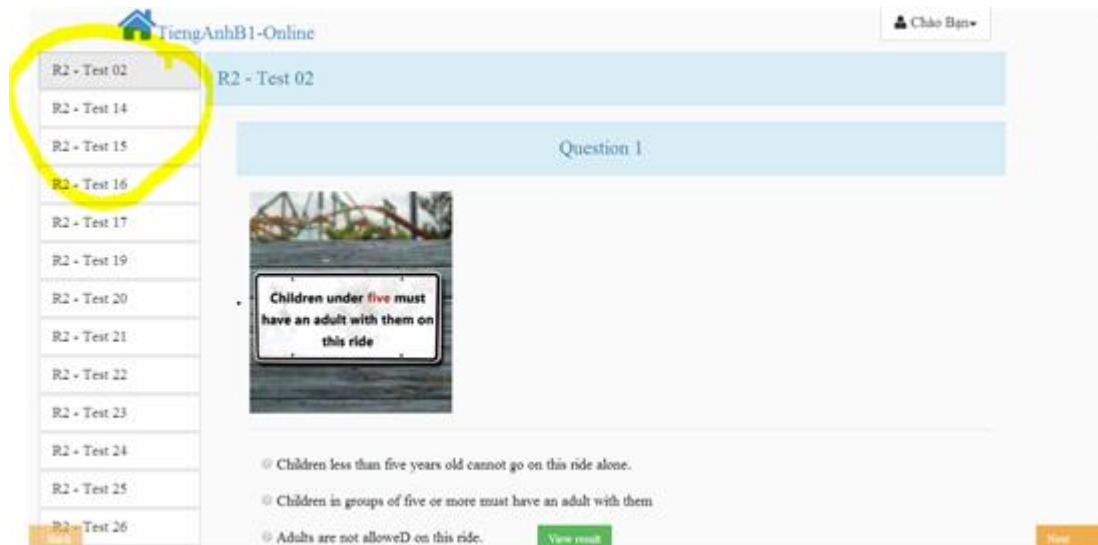 TiengAnhB1-Online
Chào Bạn
R2 - Test 02
R2 - Test 14
R2 - Test 15
R2 - Test 16
R2 - Test 17
R2 - Test 19
R2 - Test 20
R2 - Test 21
R2 - Test 22
R2 - Test 23
R2 - Test 24
R2 - Test 25
R2 - Test 26
Back
R2 - Test 02
Question 1
Children under five must
have an adult with them on
this ride
Children less than five years old cannot go on this ride alone.
Children in groups of five or more must have an adult with them
Adults are not alloweD on this ride.
View result
Next